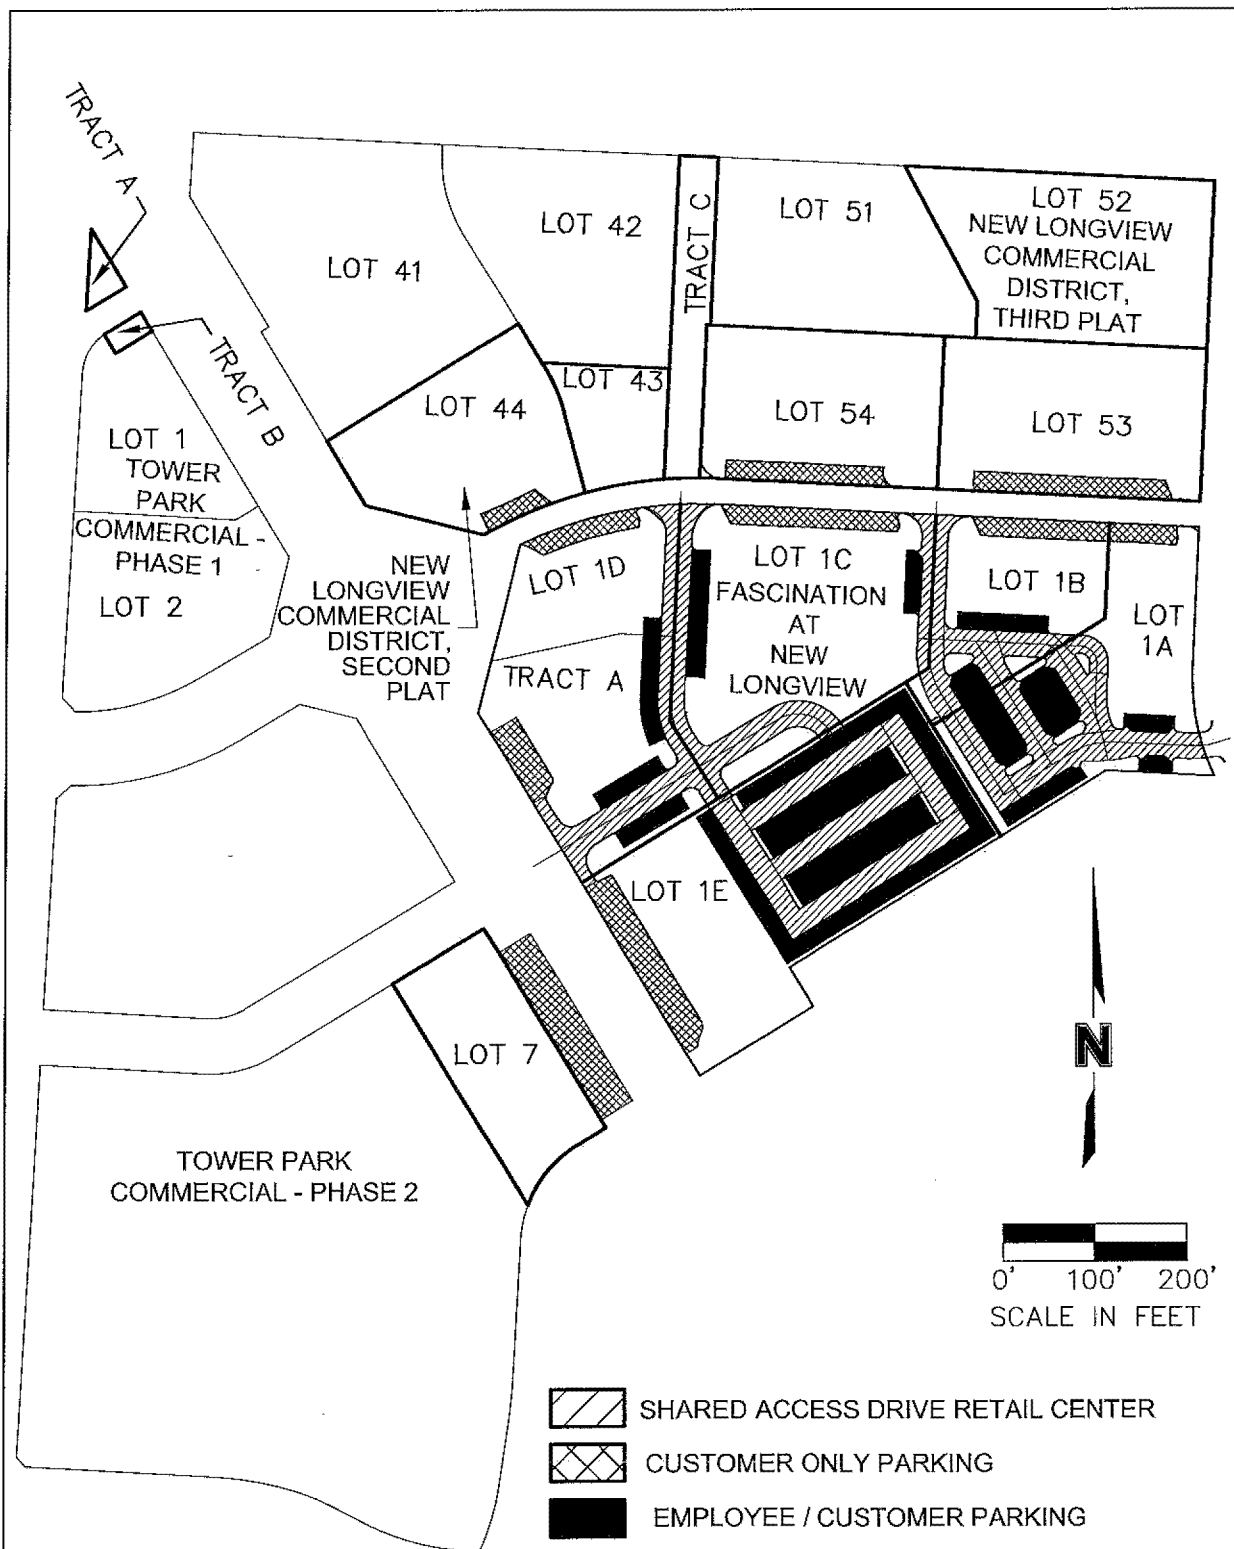 TRACT A
LOT 41
LOT 42
TRACT C
LOT 51
LOT 52
NEW LONGVIEW
COMMERCIAL
DISTRICT,
THIRD PLAT
TRACT B
LOT 44
LOT 43
LOT 54
LOT 53
LOT 1
TOWER
PARK
COMMERCIAL -
PHASE 1
LOT 2
NEW
LONGVIEW
COMMERCIAL
DISTRICT,
SECOND
PLAT
LOT 1D
TRACT A
LOT 1C
FASCINATION
AT
NEW
LONGVIEW
LOT 1B
LOT
1A
LOT 1E
LOT 7
TOWER PARK
COMMERCIAL - PHASE 2
N
0' 100' 200'
SCALE IN FEET
SHARED ACCESS DRIVE RETAIL CENTER
CUSTOMER ONLY PARKING
EMPLOYEE / CUSTOMER PARKING